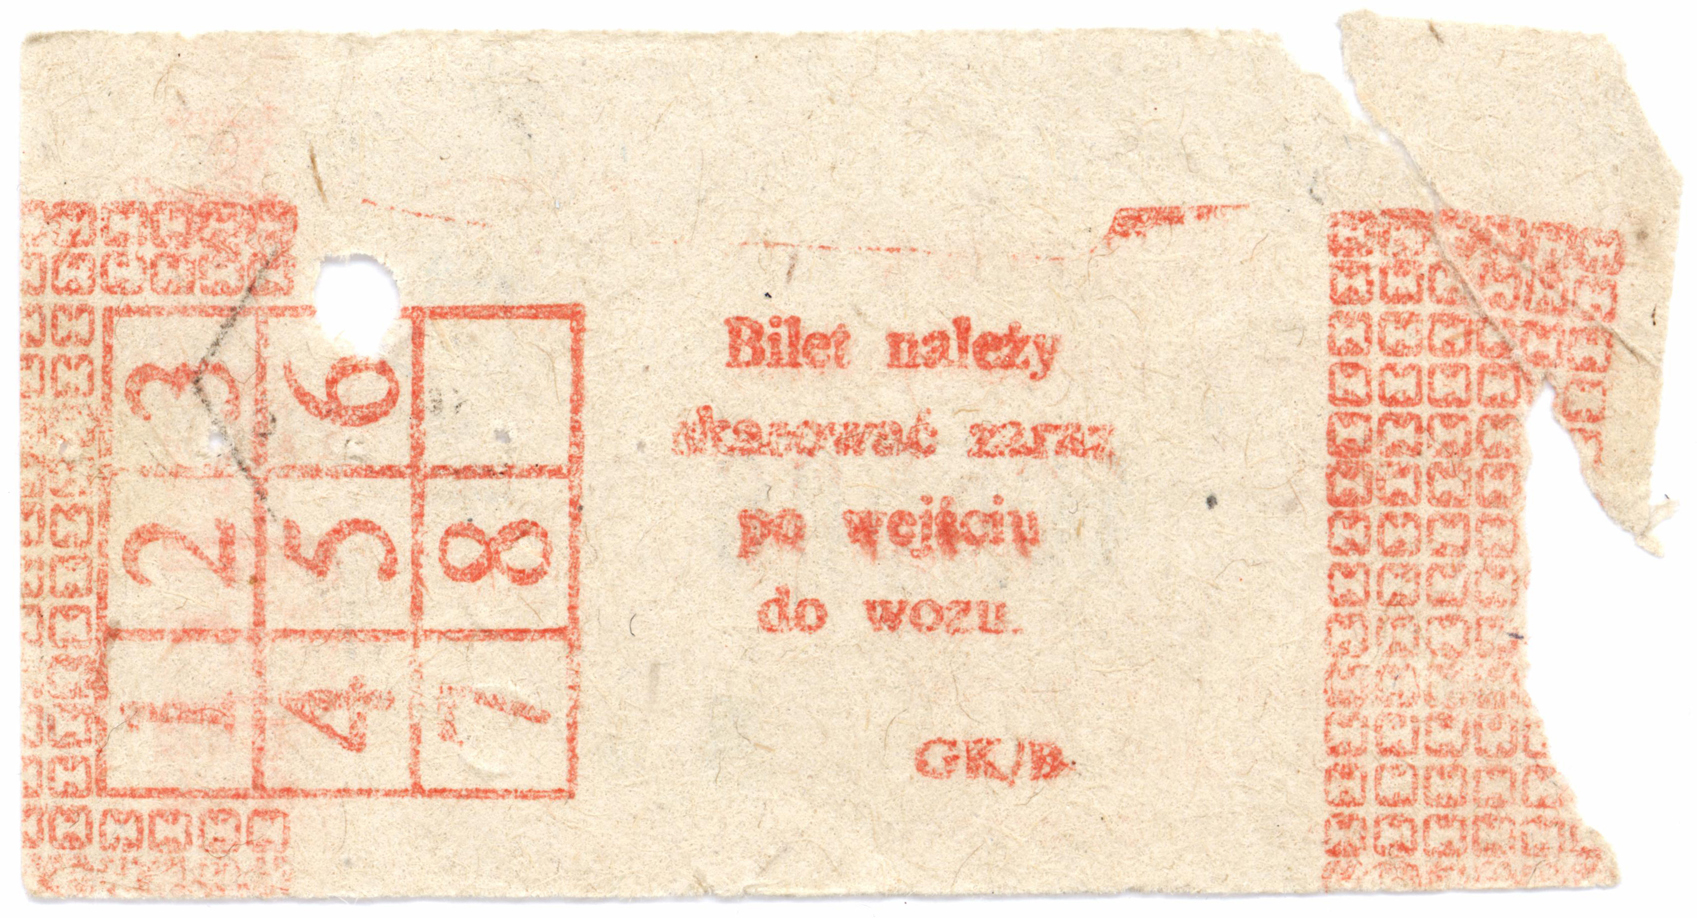 3 6
2 5 8
1 4 7
Bilet należy
skasować zaraz
po wejściu
do wozu.
GK/B.